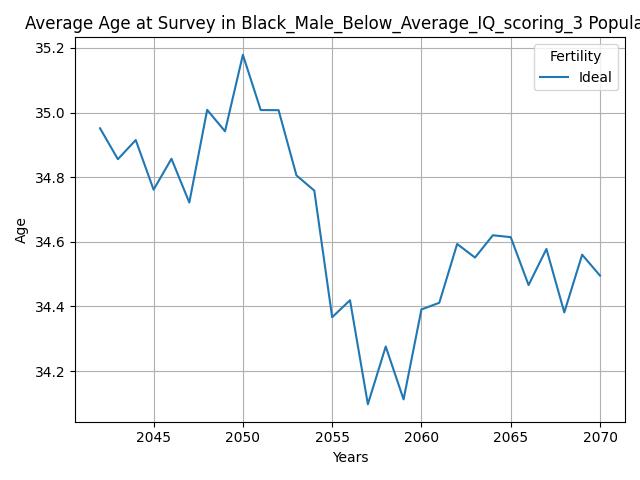 Average Age at Survey in Black_Male_Below_Average_IQ_scoring_3 Popula
Fertility
Ideal
35.2
35.0
34.8
34.6
34.4
34.2
Age
2045 2050 2055 2060 2065 2070
Years